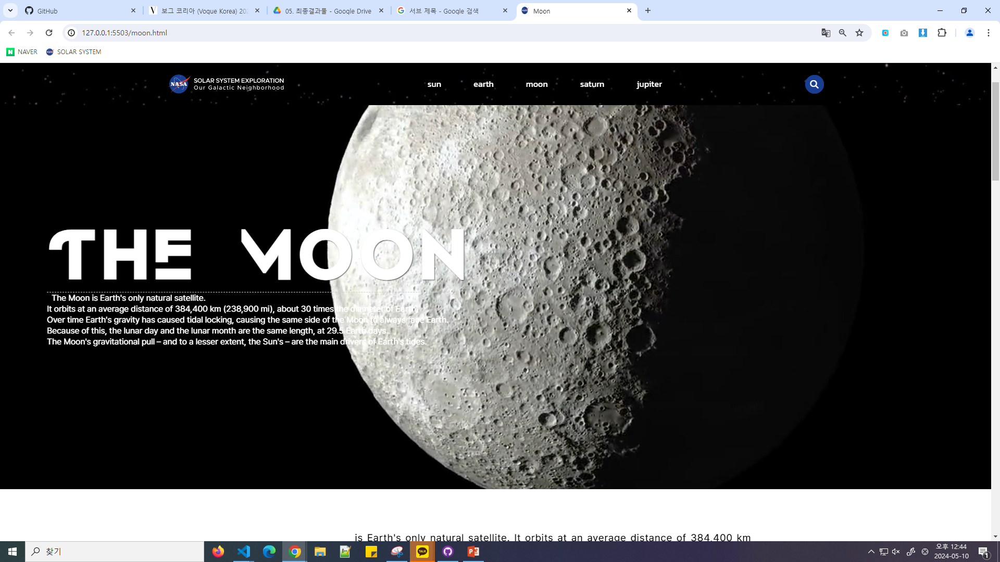 GitHub
보그 코리아 (Vogue Korea) 202
05. 최종결과물 - Google Drive
서브 제목 - Google 검색
Moon
127.0.0.1:5503/moon.html
NAVER
SOLAR SYSTEM
NASA
SOLAR SYSTEM EXPLORATION
Our Galactic Neighborhood
sun
earth
moon
saturn
jupiter
THE MOON
The Moon is Earth's only natural satellite.
It orbits at an average distance of 384,400 km (238,900 mi), about 30 times the diameter of Earth.
Over time Earth's gravity has caused tidal locking, causing the same side of the Moon to always face Earth.
Because of this, the lunar day and the lunar month are the same length, at 29.5 Earth days.
The Moon's gravitational pull – and to a lesser extent, the Sun's – are the main drivers of Earth's tides.
is Earth's only natural satellite. It orbits at an average distance of 384,400 km
찾기
TALK
오후 12:44
2024-05-10
1